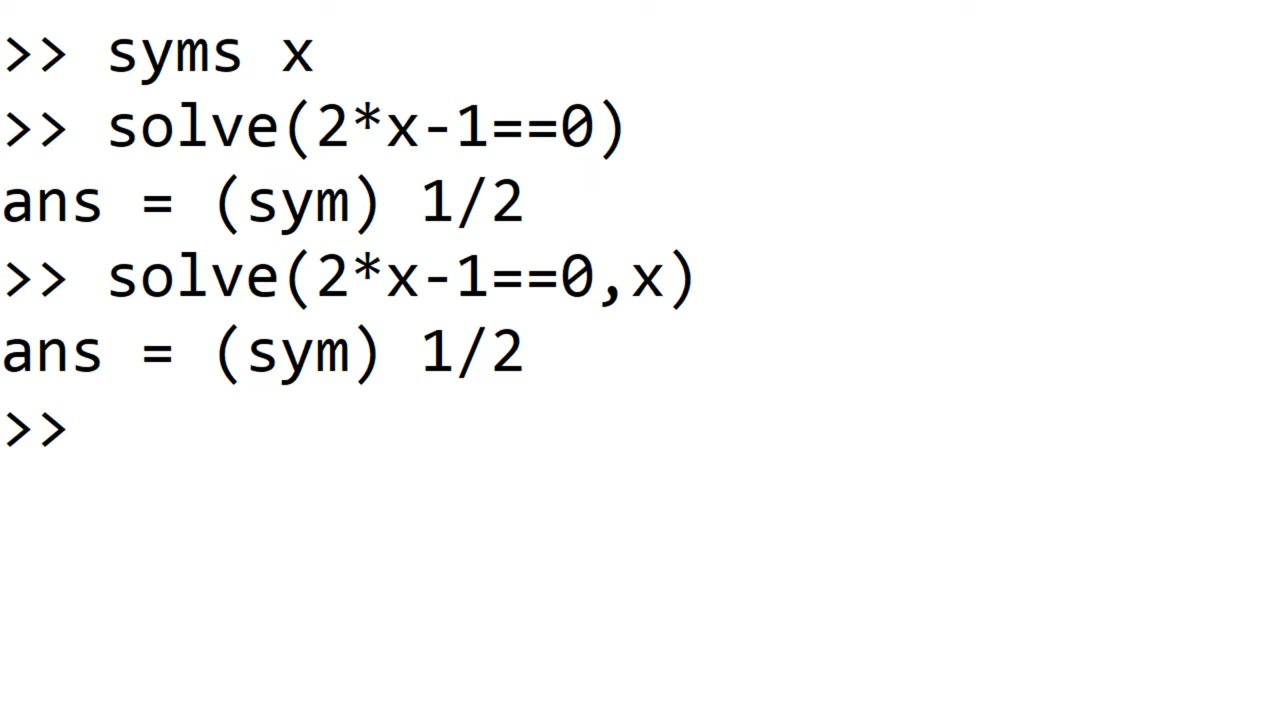 >> syms x
>> solve(2*x-1==0)
ans = (sym) 1/2
>> solve(2*x-1==0,x)
ans = (sym) 1/2
>>